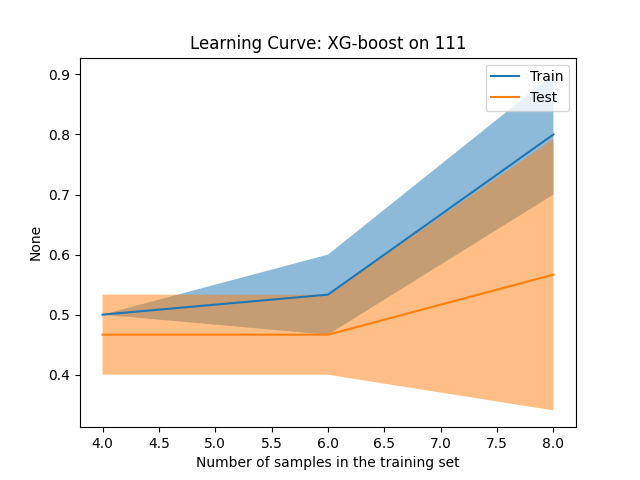 Learning Curve: XG-boost on 111
Train
Test
None
0.9
0.8
0.7
0.6
0.5
0.4
4.0 4.5 5.0 5.5 6.0 6.5 7.0 7.5 8.0
Number of samples in the training set